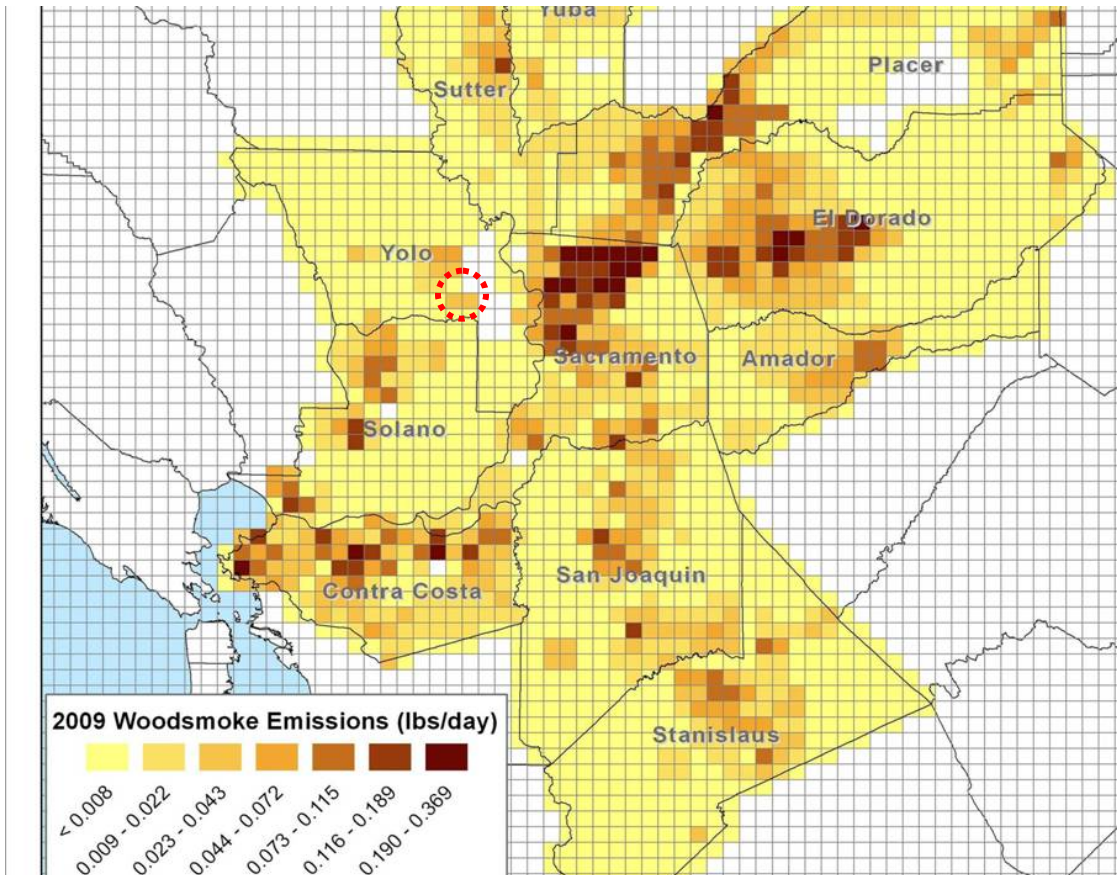 Yuba
Placer
Sutter
El Dorado
Yolo
Sacramento
Amador
Solano
San Joaquin
Contra Costa
Stanislaus
2009 Woodsmoke Emissions (lbs/day)
< 0.008
0.009 - 0.022
0.023 - 0.043
0.044 - 0.072
0.073 - 0.115
0.116 - 0.189
0.190 - 0.369